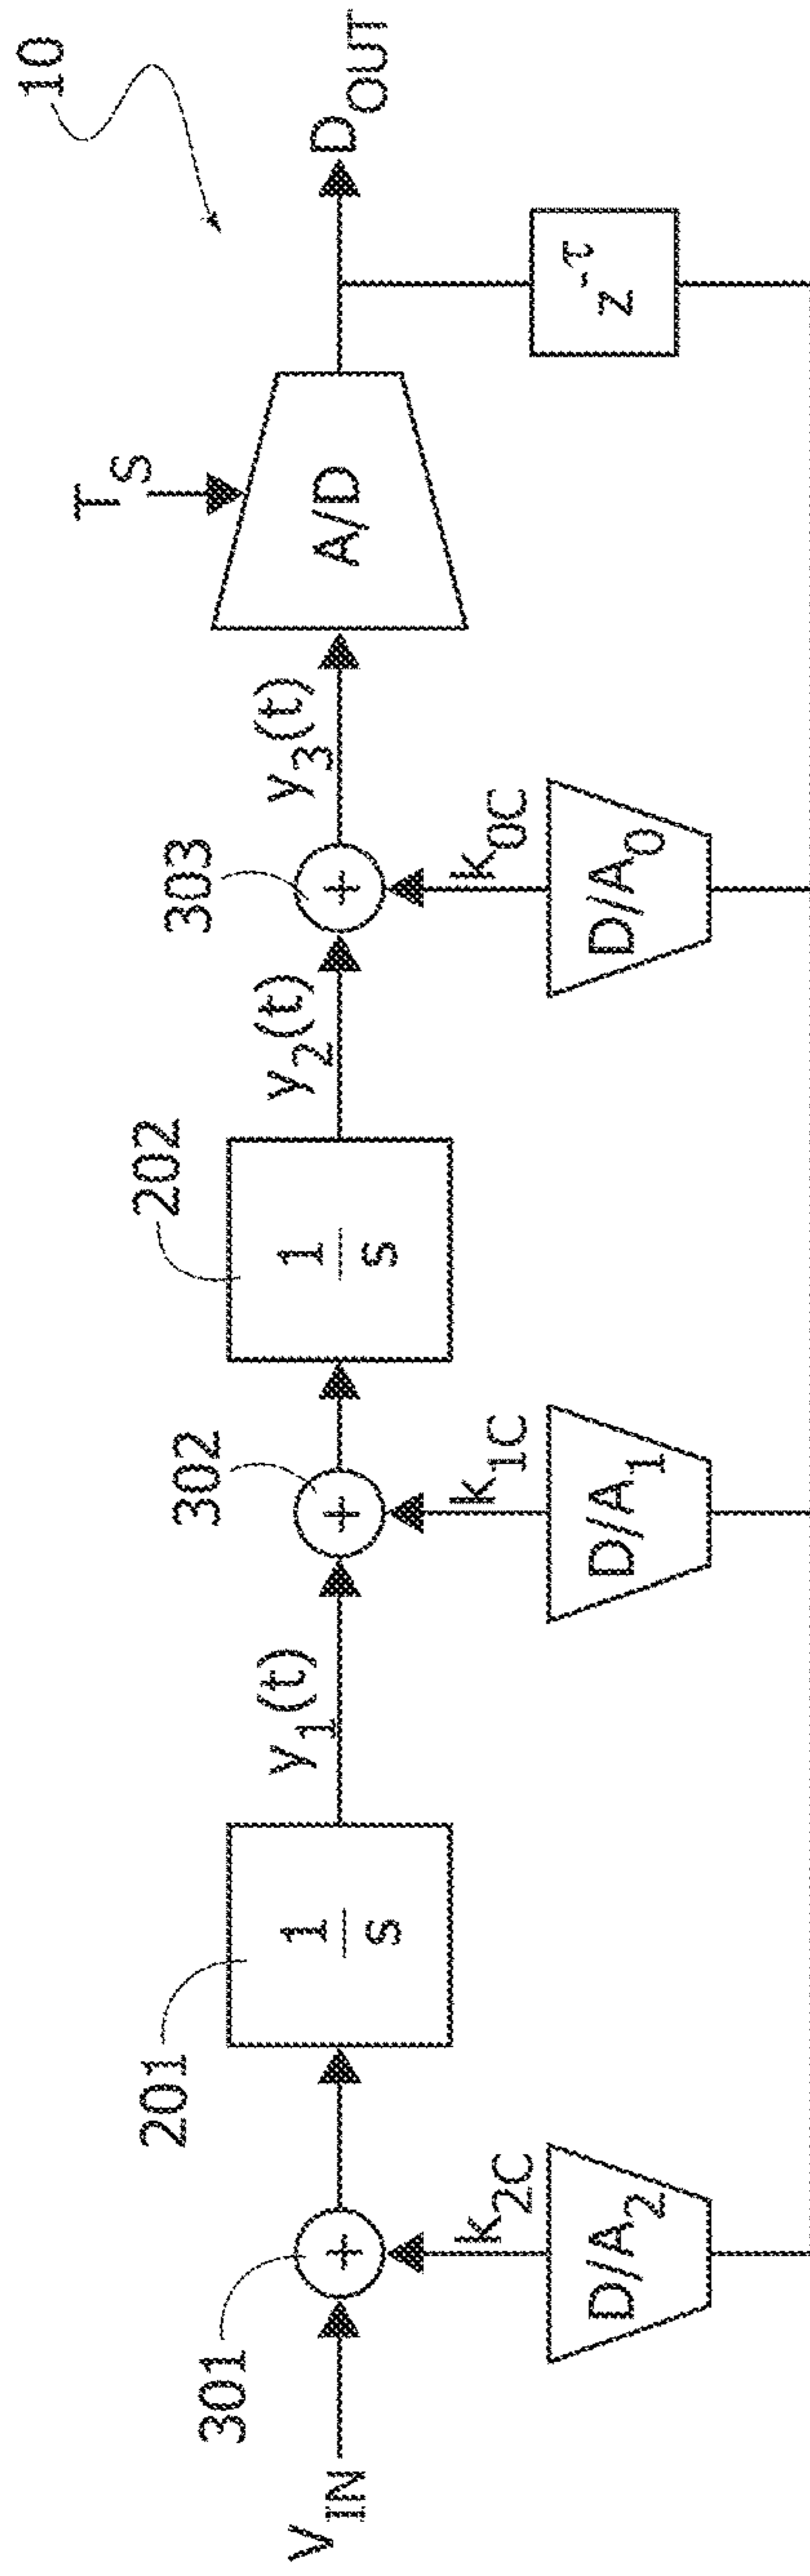 10
V_IN
301
k_2C
D/A_2
201
1
s
y_1(t)
302
k_1C
D/A_1
202
1
s
y_2(t)
303
k_0C
D/A_0
y_3(t)
T_S
A/D
D_OUT
z^-τ
+
+
+